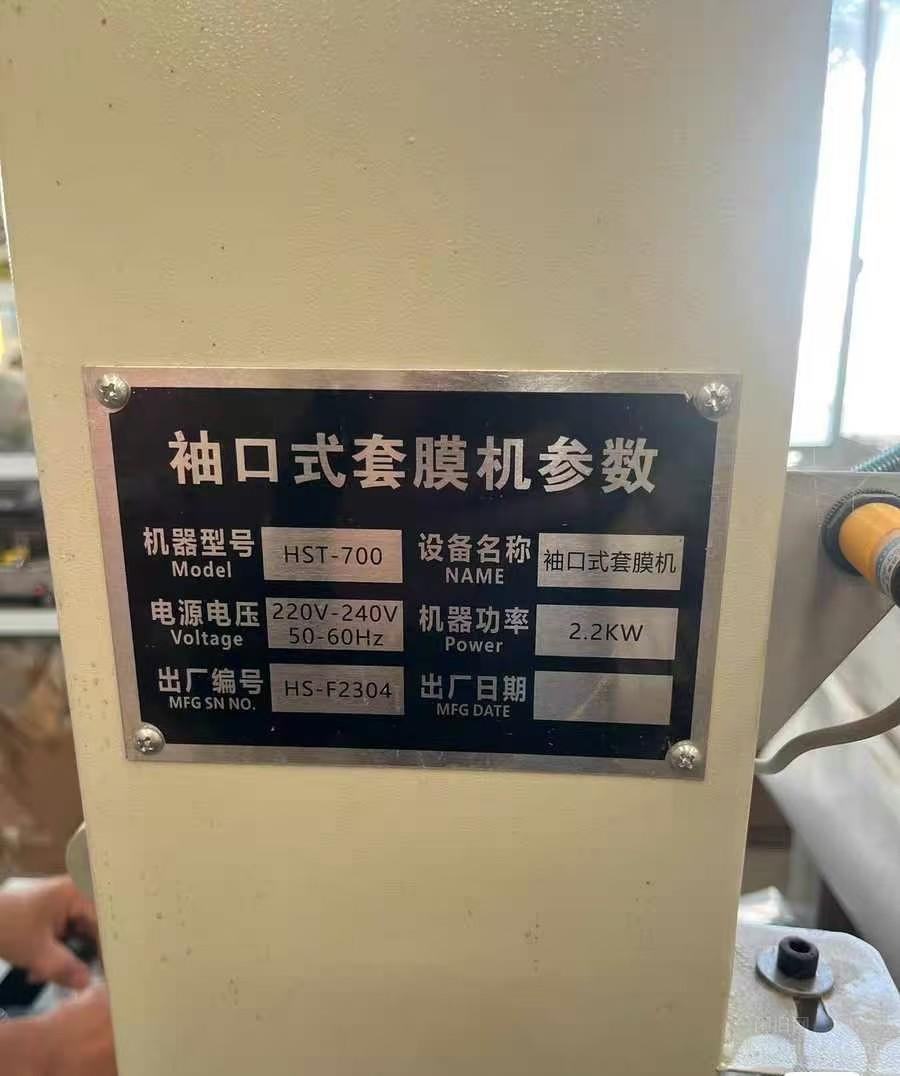 袖口式套膜机参数
机器型号 HST-700 设备名称 袖口式套膜机
Model NAME
电源电压 220V-240V 机器功率 2.2KW
Voltage 50-60Hz Power
出厂编号 HS-F2304 出厂日期
MFG SN NO. MFG DATE